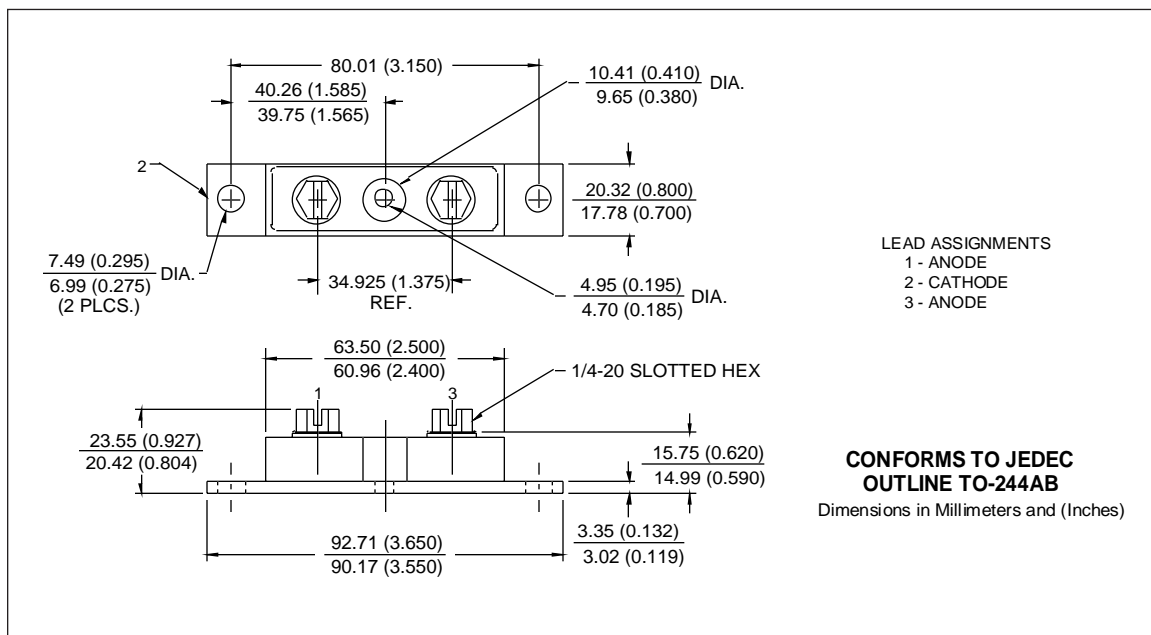 80.01 (3.150)
40.26 (1.585)
39.75 (1.565)
10.41 (0.410)
9.65 (0.380)
DIA.
2
20.32 (0.800)
17.78 (0.700)
7.49 (0.295)
6.99 (0.275)
DIA.
(2 PLCS.)
34.925 (1.375)
REF.
4.95 (0.195)
4.70 (0.185)
DIA.
LEAD ASSIGNMENTS
1 - ANODE
2 - CATHODE
3 - ANODE
63.50 (2.500)
60.96 (2.400)
1/4-20 SLOTTED HEX
1
3
23.55 (0.927)
20.42 (0.804)
15.75 (0.620)
14.99 (0.590)
CONFORMS TO JEDEC
OUTLINE TO-244AB
Dimensions in Millimeters and (Inches)
3.35 (0.132)
3.02 (0.119)
92.71 (3.650)
90.17 (3.550)